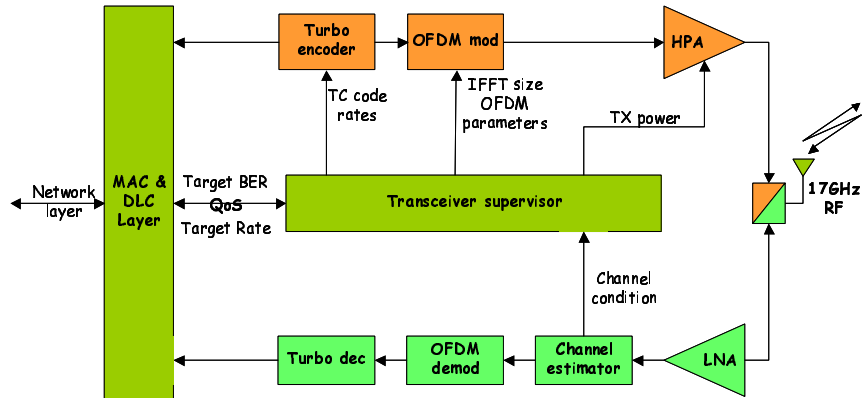 Turbo
encoder
OFDM mod
HPA
TC code
rates
IFFT size
OFDM
parameters
TX power
Network
layer
MAC &
DLC
Layer
Target BER
QoS
Target Rate
Transceiver supervisor
17GHz
RF
Channel
condition
Turbo dec
OFDM
demod
Channel
estimator
LNA